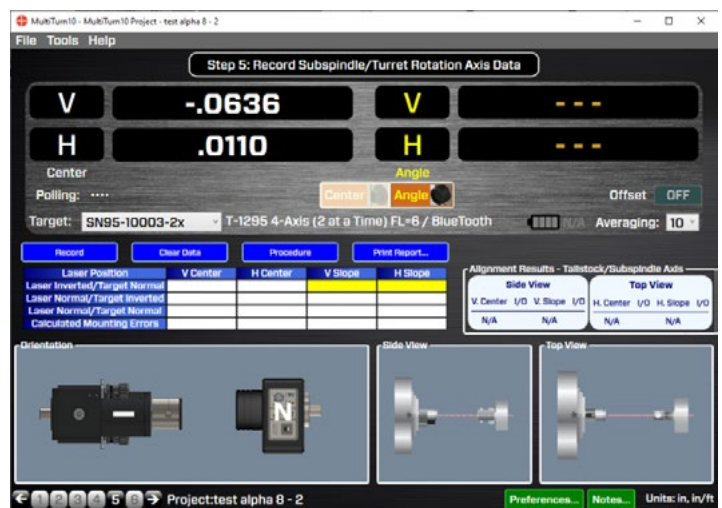 MultiTurn10 - MultiTurn10 Project - test alpha 8 - 2
File Tools Help
Step 5: Record Subspindle/Turret Rotation Axis Data
V -.0636 V ---
H .0110 H ---
Center Angle
Polling: ····
Center Angle
Offset OFF
Target: SN95-10003-2x T-1295 4-Axis (2 at a Time) FL=8 / BlueTooth N/A Averaging: 10
Record Clear Data Procedure Print Report...
Laser Position V Center H Center V Slope H Slope
Laser Inverted/Target Normal
Laser Normal/Target Inverted
Laser Normal/Target Normal
Calculated Mounting Errors
Alignment Results - Tailstock/Subspindle Axis
Side View Top View
V. Center I/O V. Slope I/O H. Center I/O H. Slope I/O
N/A N/A N/A N/A
Orientation Side View Top View
N
1 2 3 4 5 6 Project:test alpha 8 - 2 Preferences... Notes... Units: in, in/ft